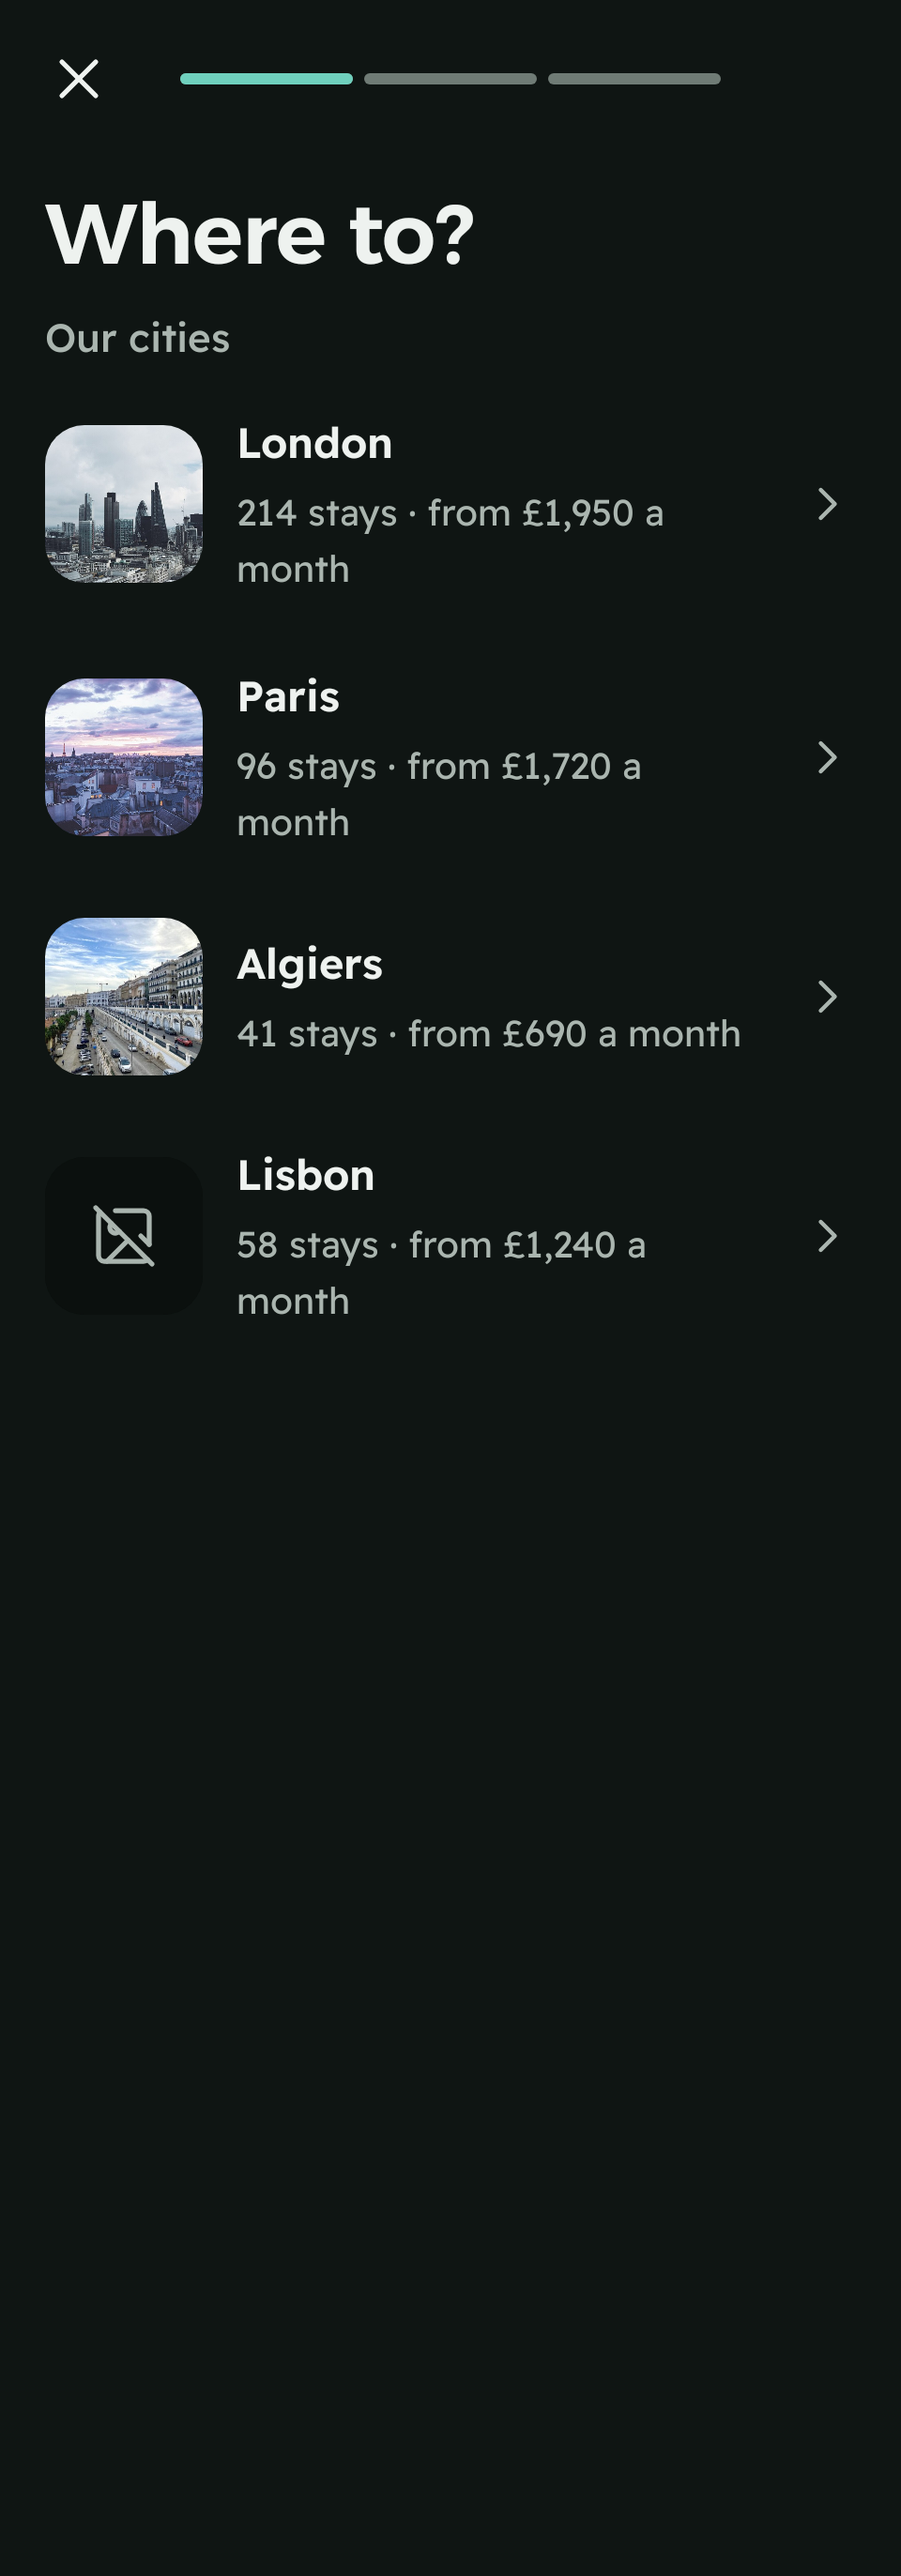 Where to?
Our cities
London
214 stays · from £1,950 a
month
Paris
96 stays · from £1,720 a
month
Algiers
41 stays · from £690 a month
Lisbon
58 stays · from £1,240 a
month